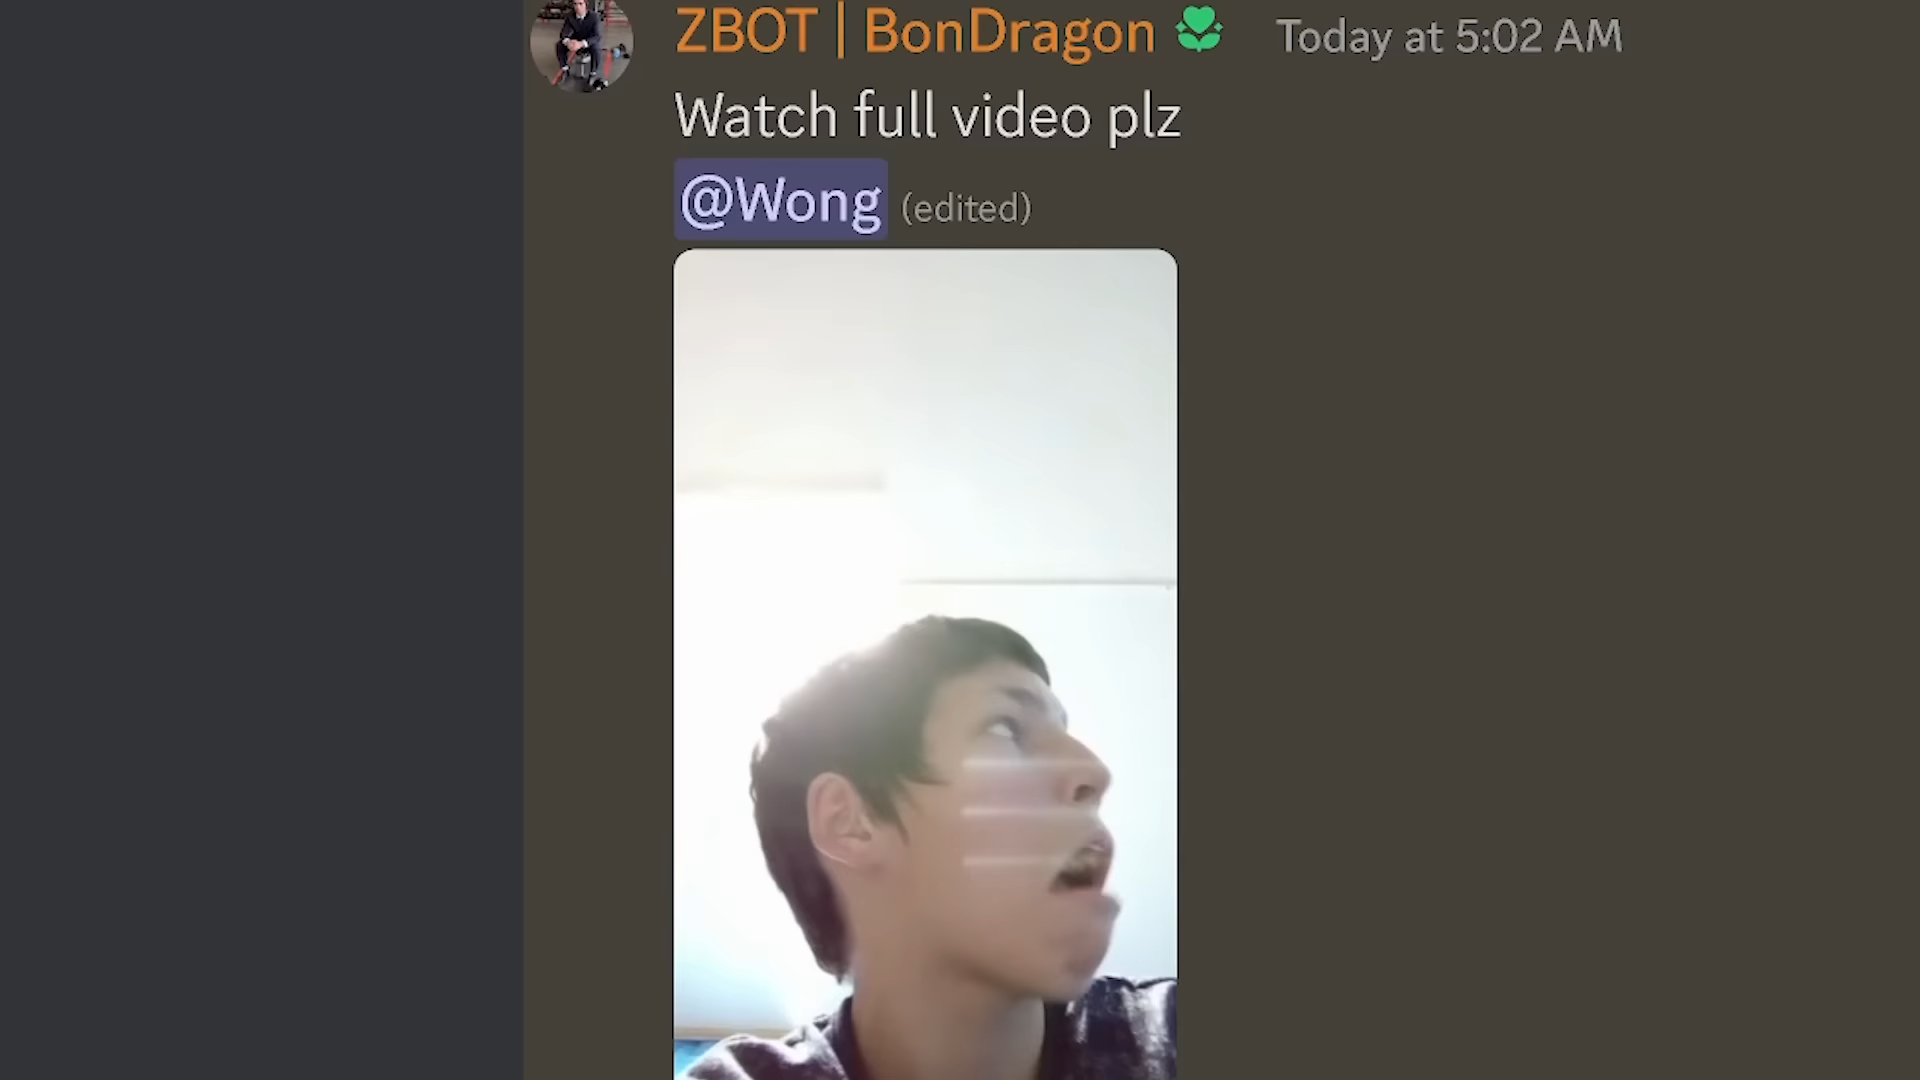 ZBOT | BonDragon Today at 5:02 AM
Watch full video plz
@Wong (edited)